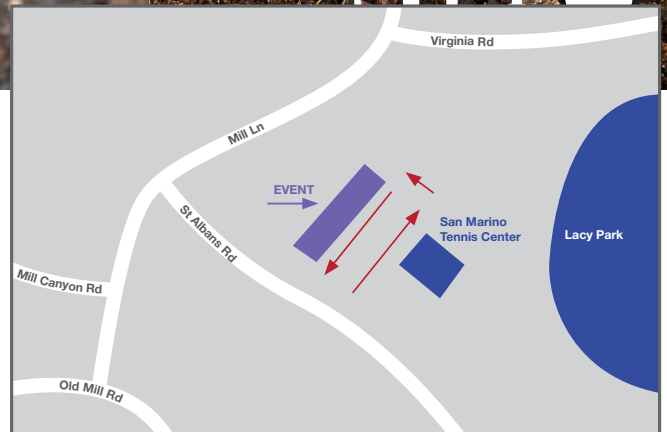 Virginia Rd
Mill Ln
EVENT
St Albans Rd
San Marino
Tennis Center
Lacy Park
Mill Canyon Rd
Old Mill Rd